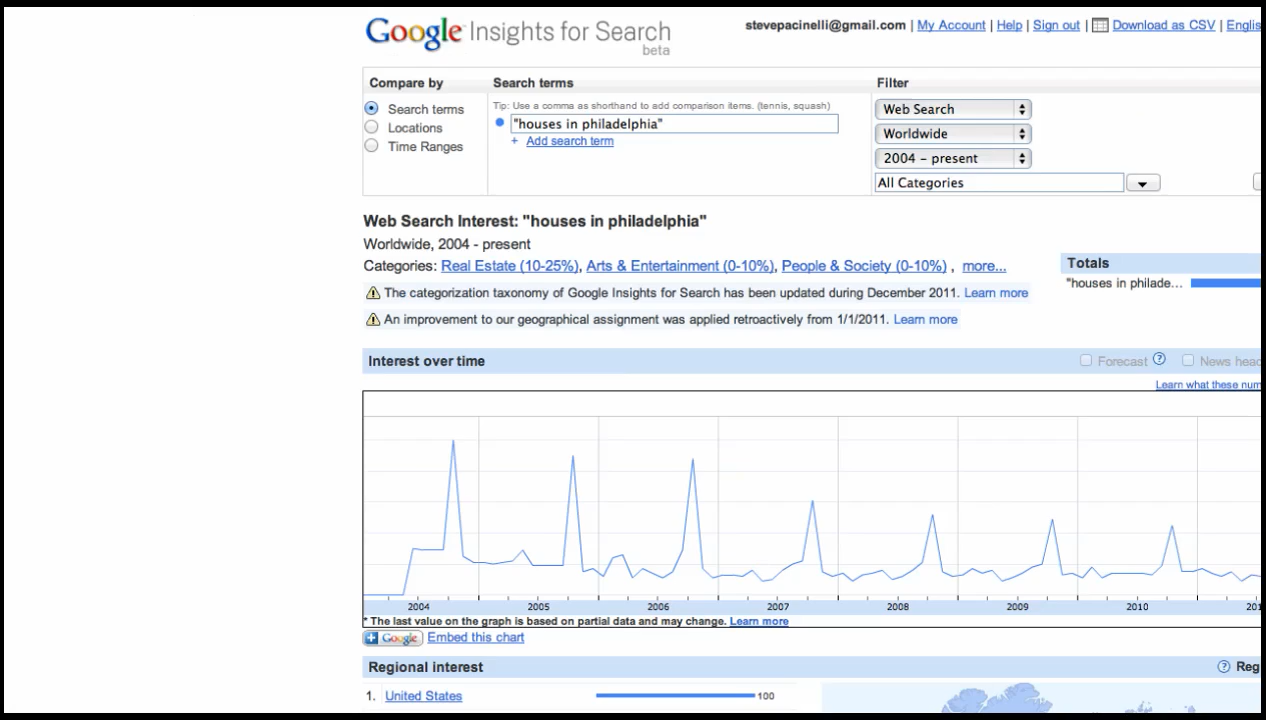 Google Insights for Search
beta
stevepacinelli@gmail.com | My Account | Help | Sign out | Download as CSV | Englis
Compare by
Search terms
Filter
Search terms
Locations
Time Ranges
Tip: Use a comma as shorthand to add comparison items. (tennis, squash)
"houses in philadelphia"
+ Add search term
Web Search
Worldwide
2004 - present
All Categories
Web Search Interest: "houses in philadelphia"
Worldwide, 2004 - present
Categories: Real Estate (10-25%), Arts & Entertainment (0-10%), People & Society (0-10%) , more...
The categorization taxonomy of Google Insights for Search has been updated during December 2011. Learn more
An improvement to our geographical assignment was applied retroactively from 1/1/2011. Learn more
Totals
"houses in philade...
Interest over time
Forecast ?
News head
Learn what these num
2004 2005 2006 2007 2008 2009 2010 201
* The last value on the graph is based on partial data and may change. Learn more
+ Google Embed this chart
Regional interest
? Reg
1. United States 100